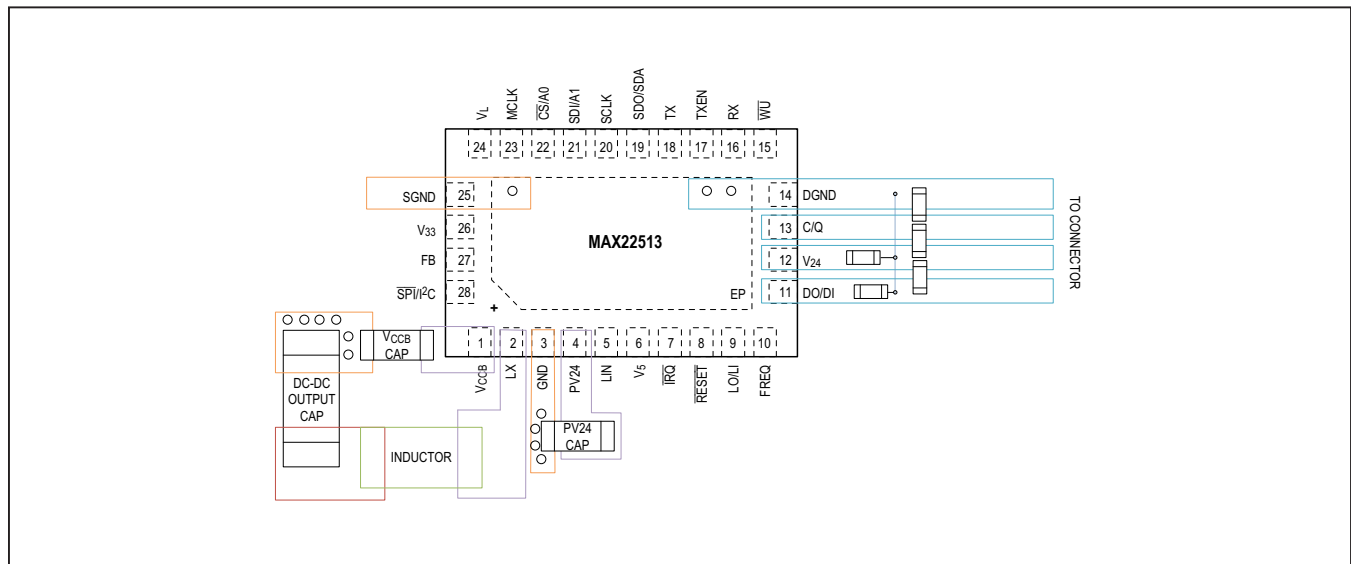 VL
MCLK
CS/A0
SDI/A1
SCLK
SDO/SDA
TX
TXEN
RX
WU
24
23
22
21
20
19
18
17
16
15
SGND
25
14
DGND
V33
26
13
C/Q
MAX22513
FB
27
12
V24
SPI/I²C
28
EP
11
DO/DI
TO CONNECTOR
+
1
2
3
4
5
6
7
8
9
10
VCCB
LX
GND
PV24
LIN
V5
IRQ
RESET
LO/LI
FREQ
VCCB
CAP
DC-DC
OUTPUT
CAP
INDUCTOR
PV24
CAP